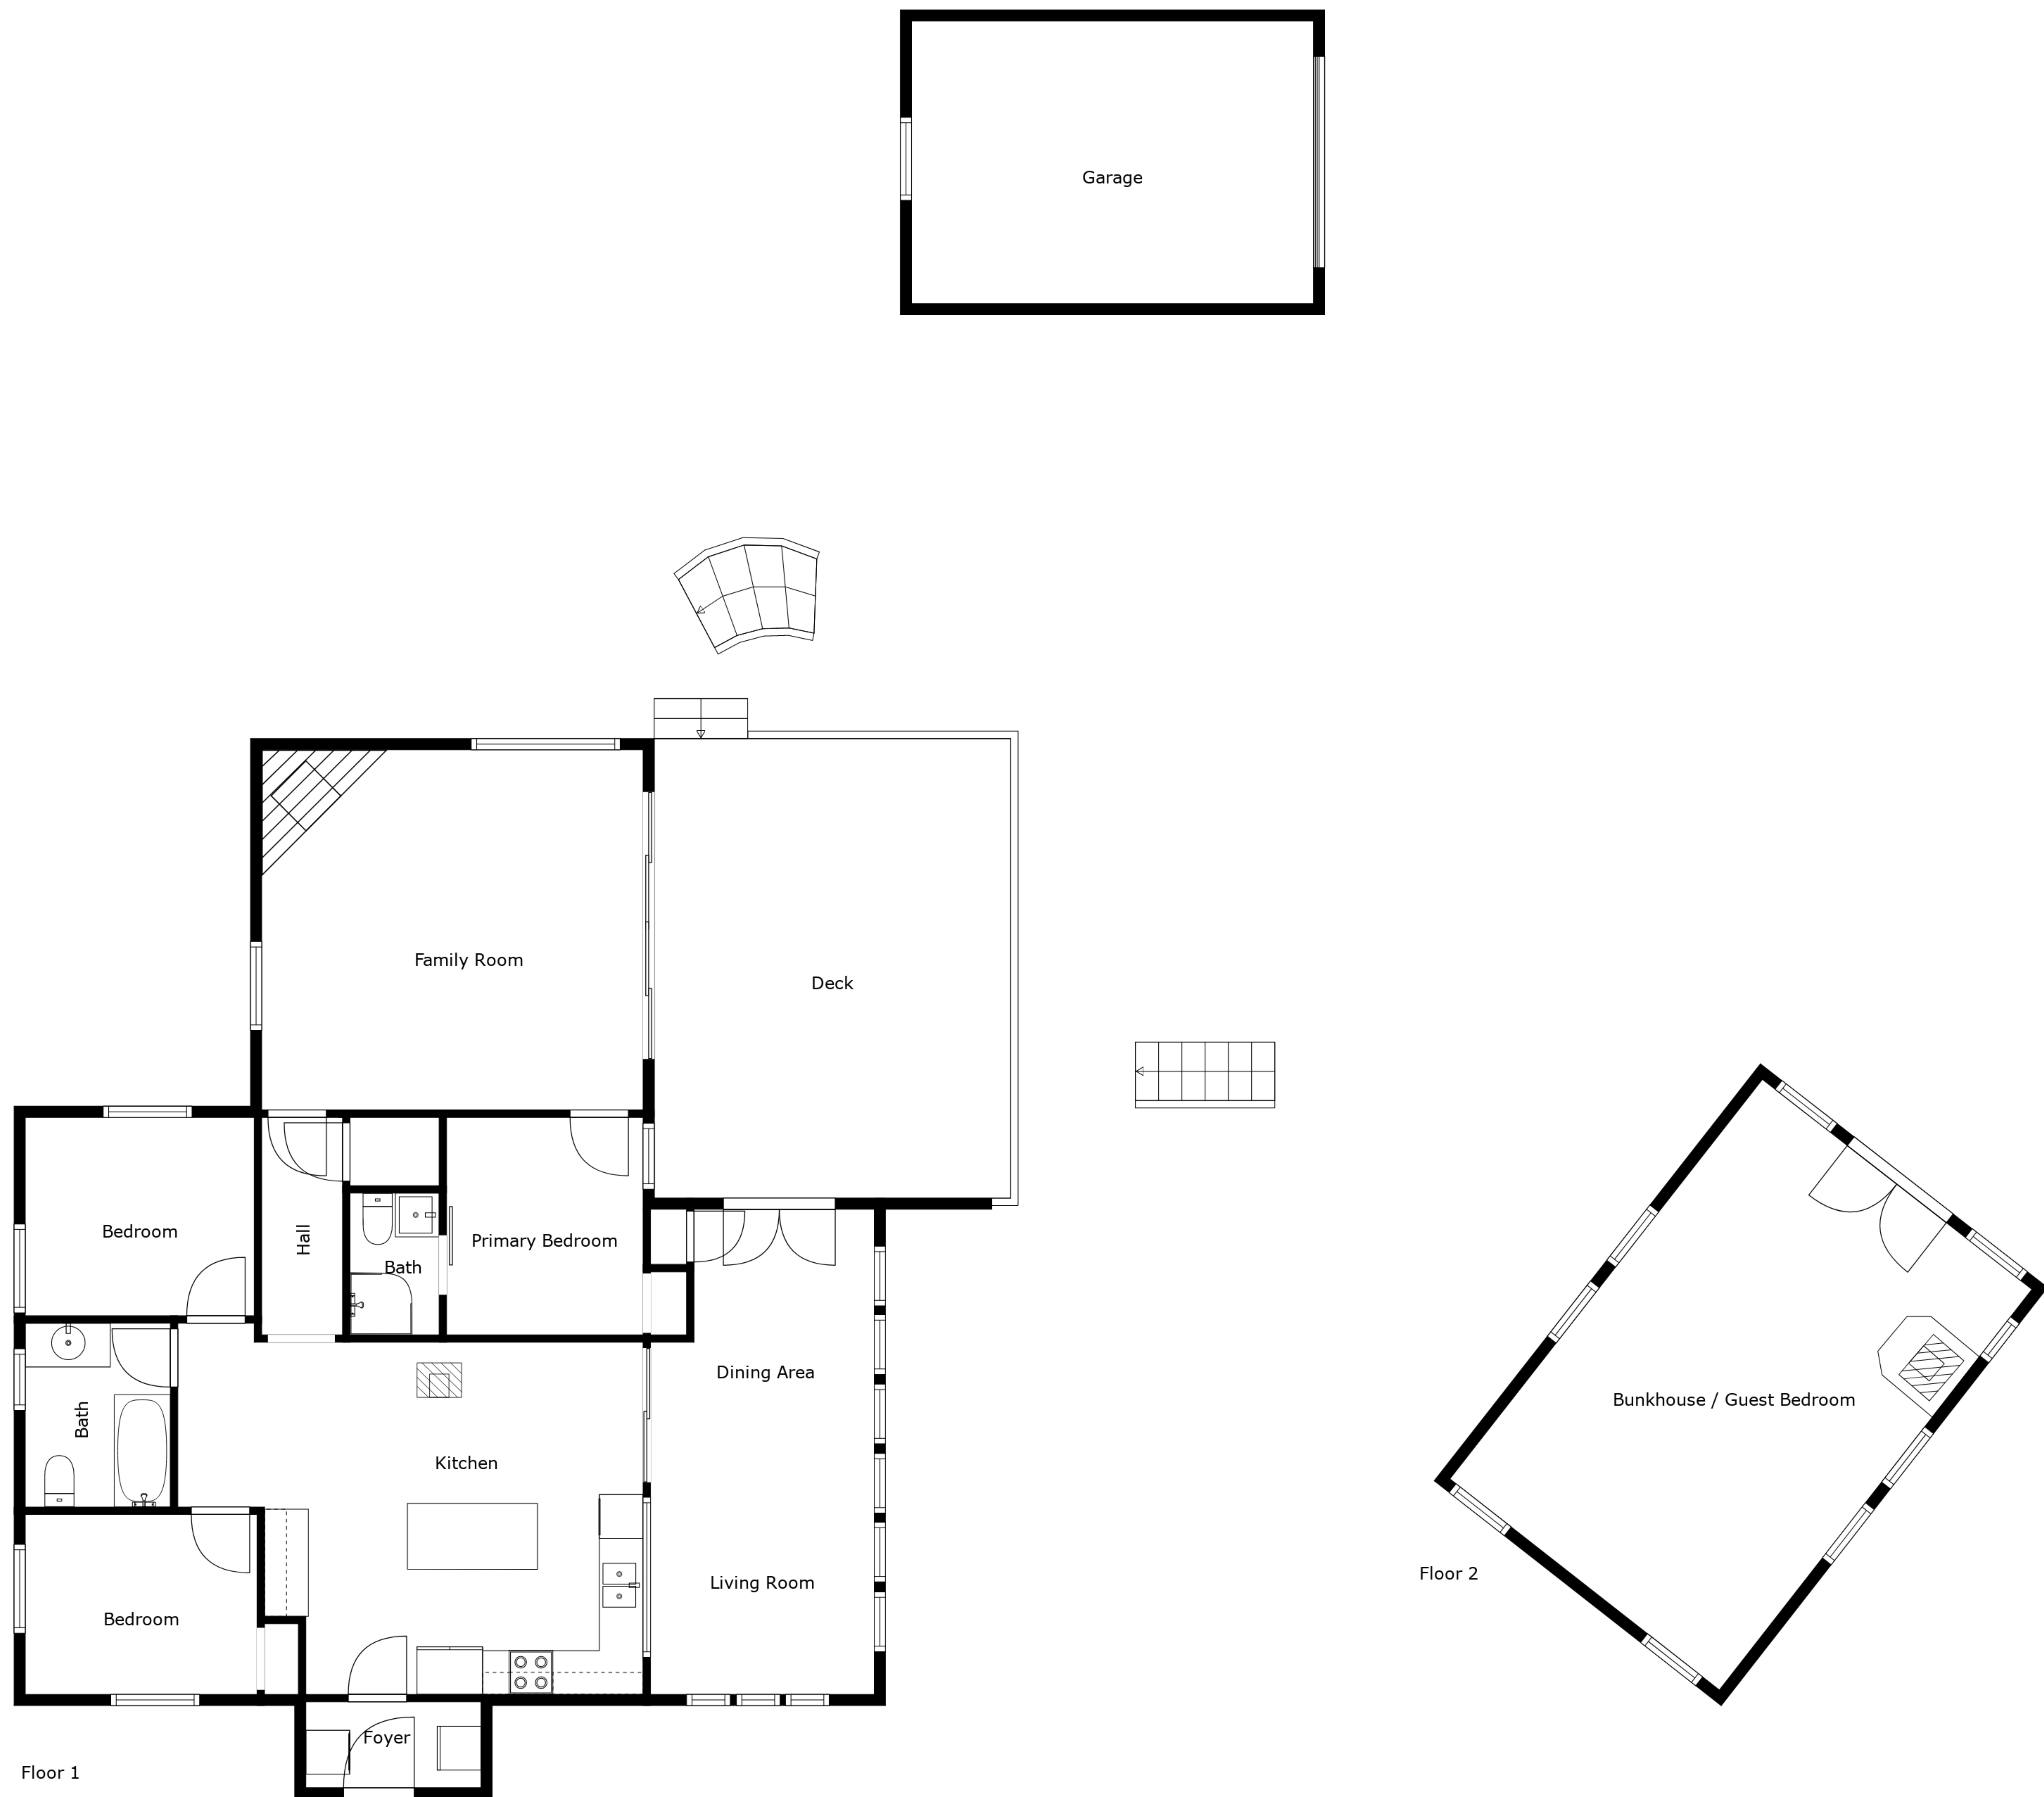 Garage
Family Room
Deck
Bedroom
Hall
Primary Bedroom
Bath
Dining Area
Bunkhouse / Guest Bedroom
Bath
Kitchen
Living Room
Floor 2
Bedroom
Foyer
Floor 1